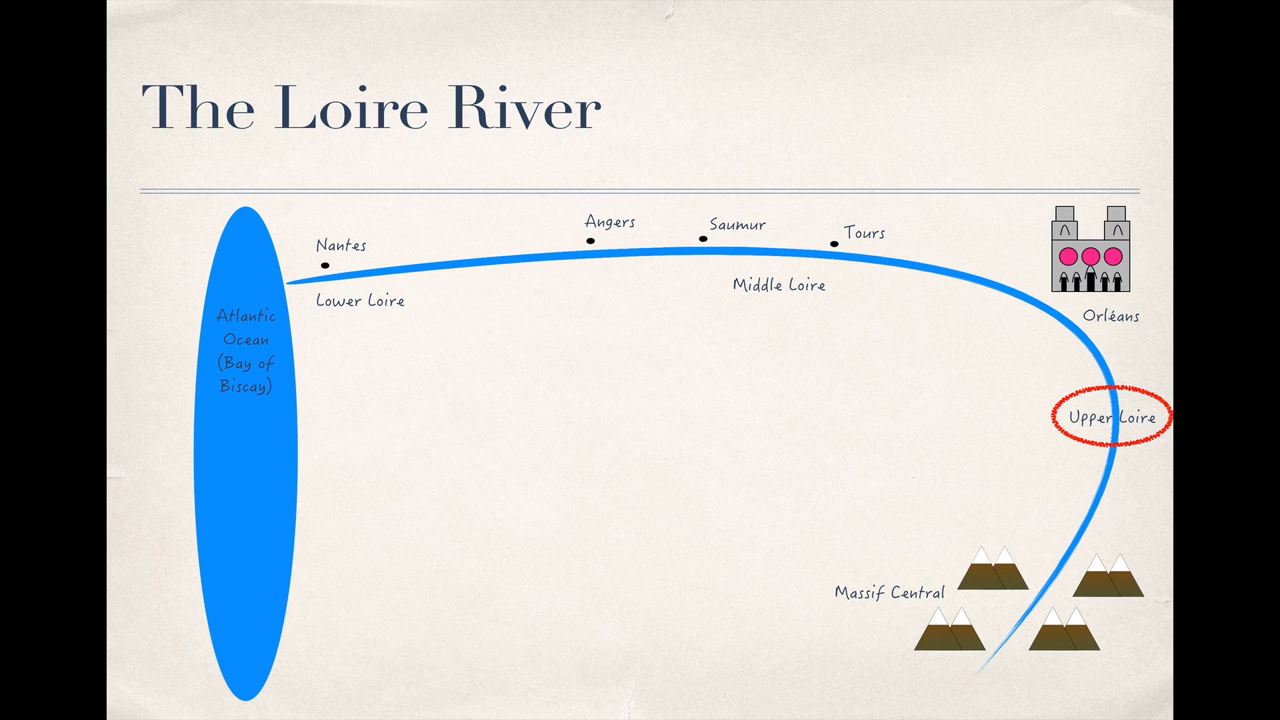 The Loire River
Angers
Saumur
Tours
Nantes
Middle Loire
Lower Loire
Orléans
Atlantic
Ocean
(Bay of
Biscay)
Upper Loire
Massif Central